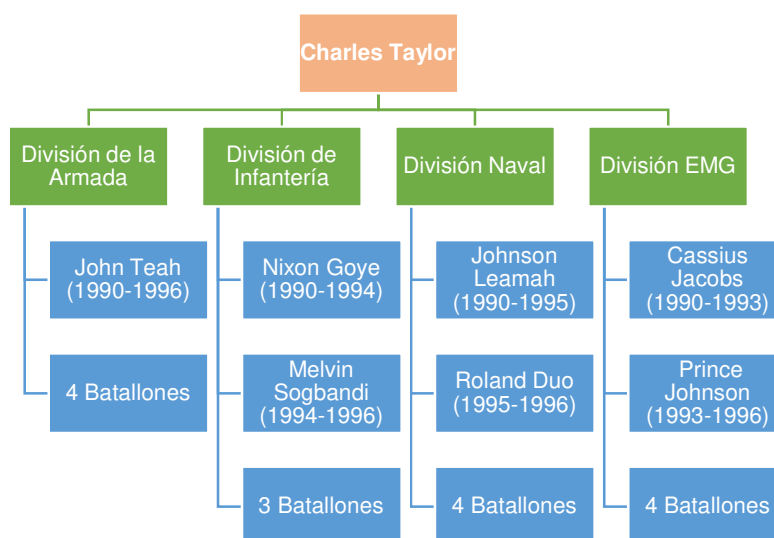 Charles Taylor
División de la
Armada
División de
Infantería
División Naval
División EMG
John Teah
(1990-1996)
Nixon Goye
(1990-1994)
Johnson
Leamah
(1990-1995)
Cassius
Jacobs
(1990-1993)
4 Batallones
Melvin
Sogbandi
(1994-1996)
Roland Duo
(1995-1996)
Prince
Johnson
(1993-1996)
3 Batallones
4 Batallones
4 Batallones